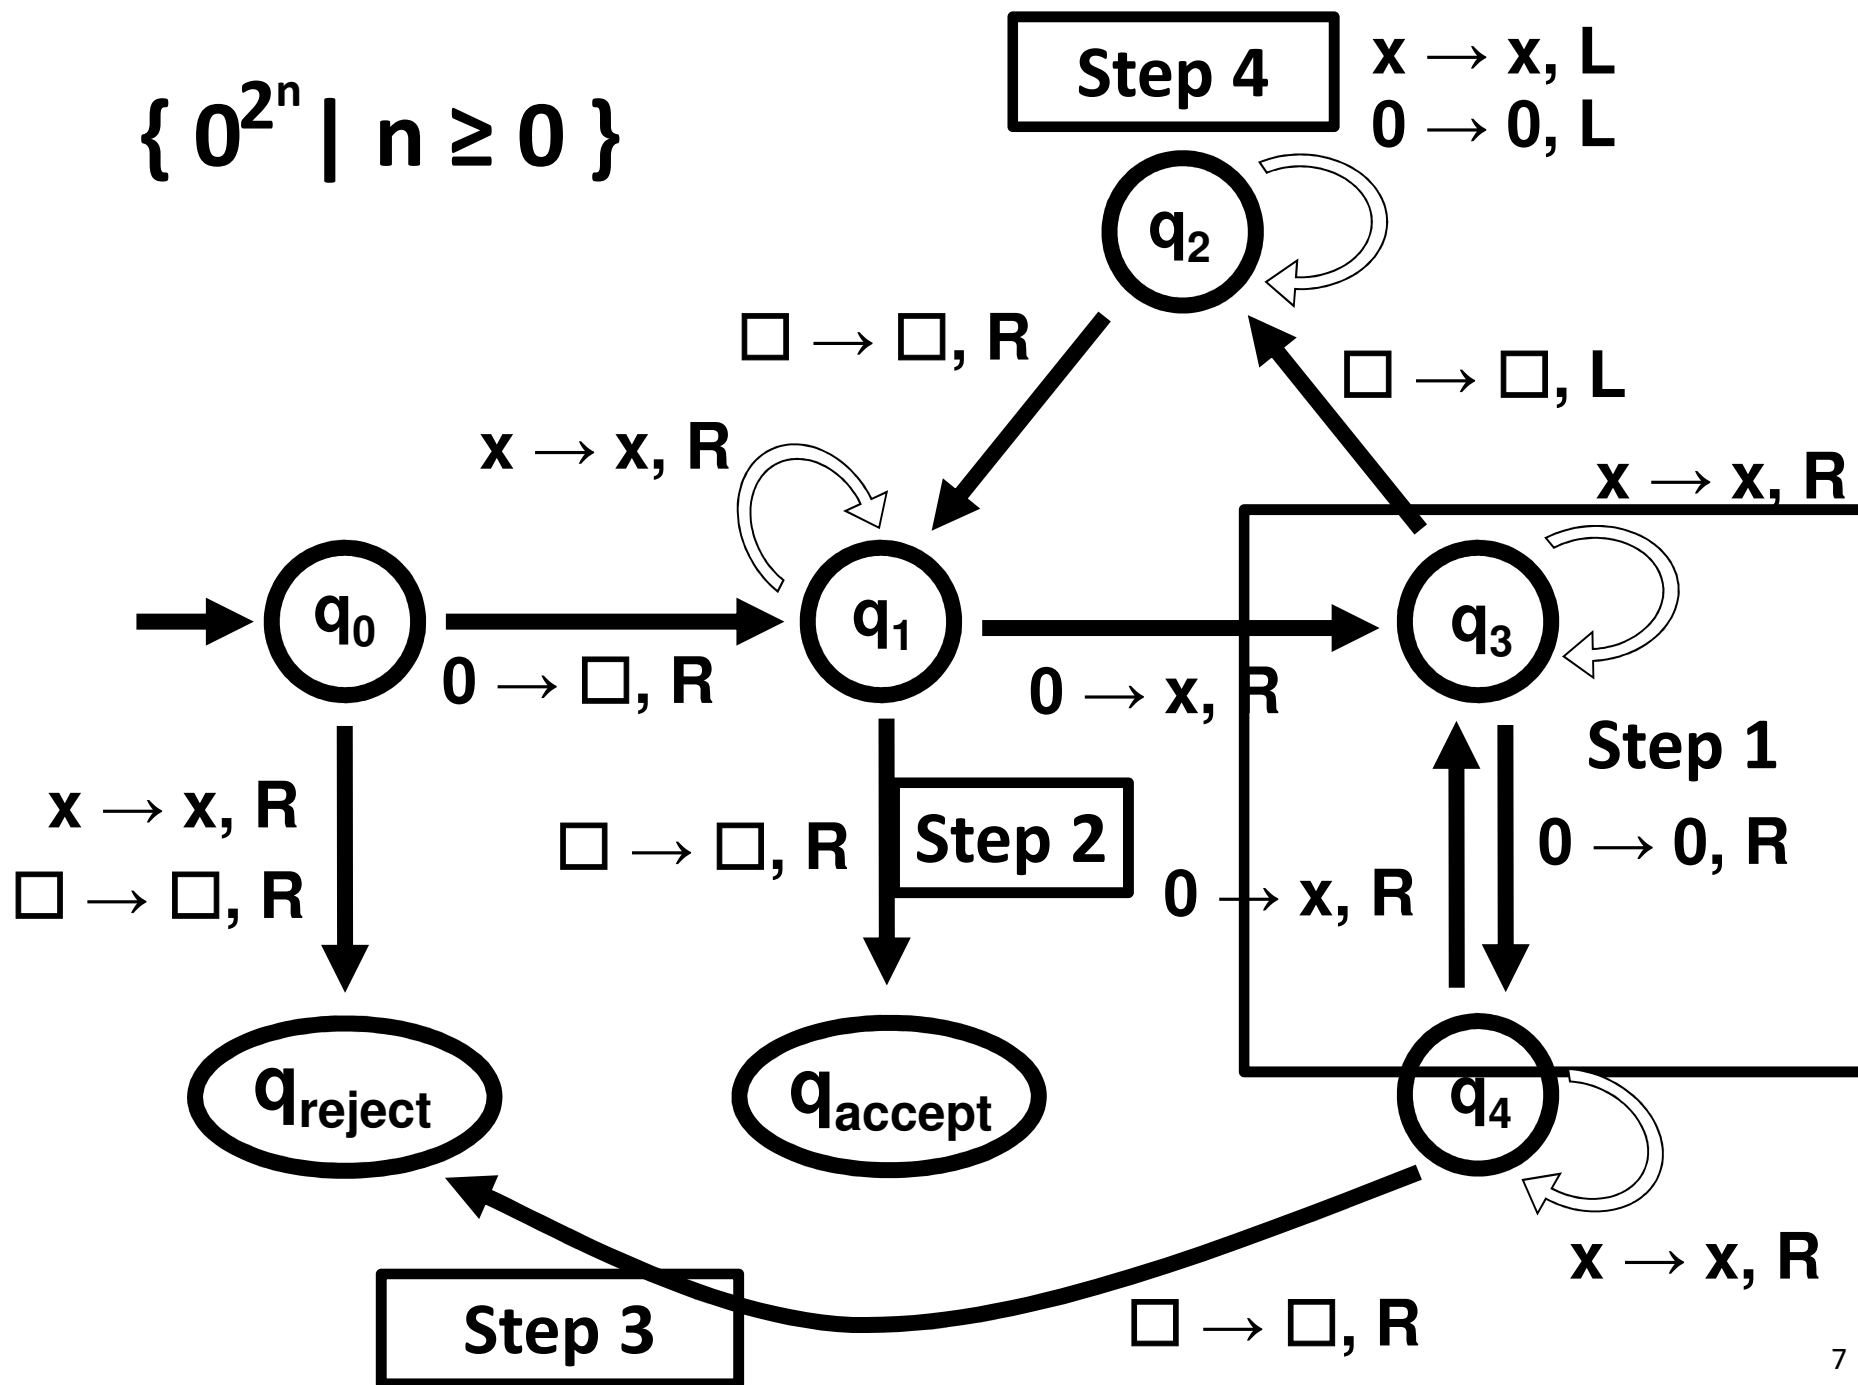 { 0^{2^n} | n ≥ 0 }
Step 4
x → x, L
0 → 0, L
q₂
□ → □, R
□ → □, L
x → x, R
x → x, R
q₀
q₁
q₃
0 → □, R
0 → x, R
Step 1
x → x, R
□ → □, R
□ → □, R
Step 2
0 → x, R
0 → 0, R
q_reject
q_accept
q₄
x → x, R
Step 3
□ → □, R
7